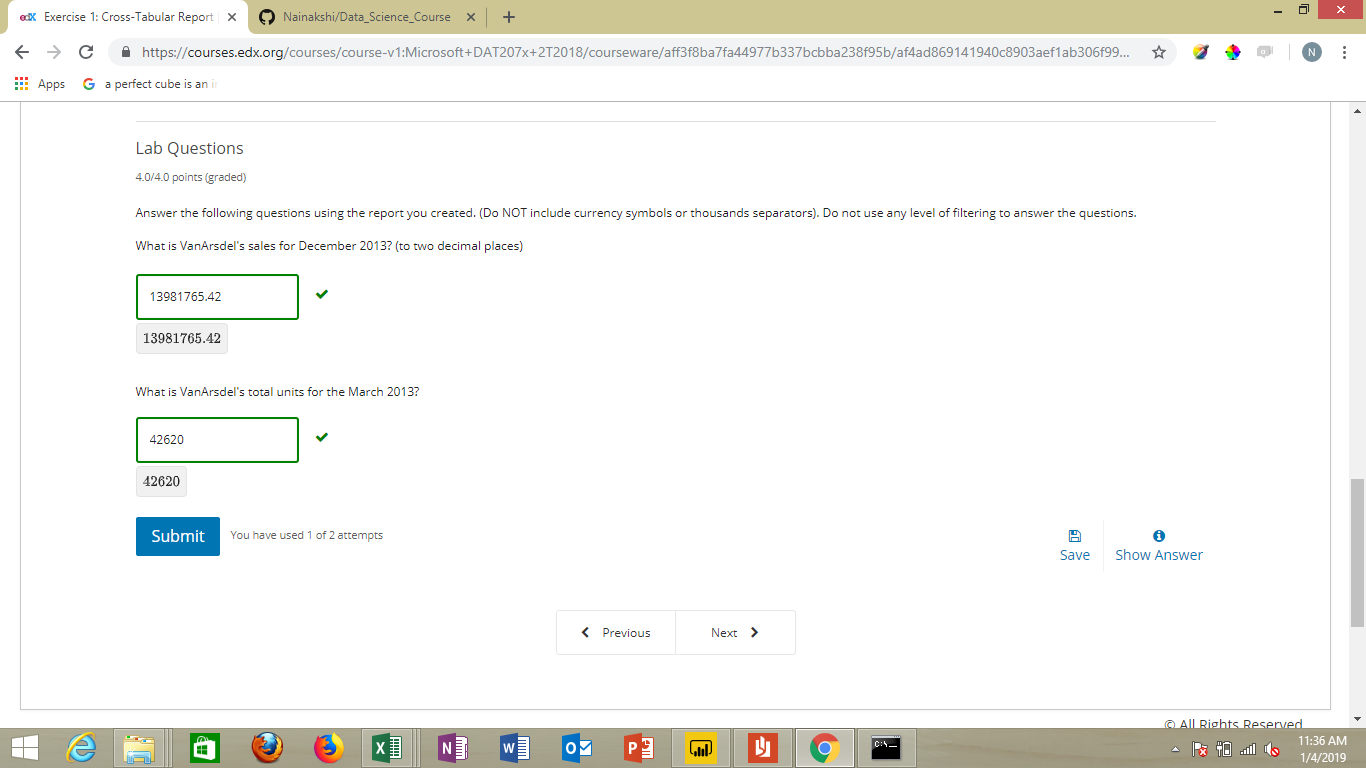 edX Exercise 1: Cross-Tabular Report
Nainakshi/Data_Science_Course
https://courses.edx.org/courses/course-v1:Microsoft+DAT207x+2T2018/courseware/aff3f8ba7fa44977b337bcbba238f95b/af4ad869141940c8903aef1ab306f99...
N
Apps
G a perfect cube is an i
Lab Questions
4.0/4.0 points (graded)
Answer the following questions using the report you created. (Do NOT include currency symbols or thousands separators). Do not use any level of filtering to answer the questions.
What is VanArsdel's sales for December 2013? (to two decimal places)
13981765.42
13981765.42
What is VanArsdel's total units for the March 2013?
42620
42620
Submit
You have used 1 of 2 attempts
Save
Show Answer
Previous
Next
© All Rights Reserved
11:36 AM
1/4/2019